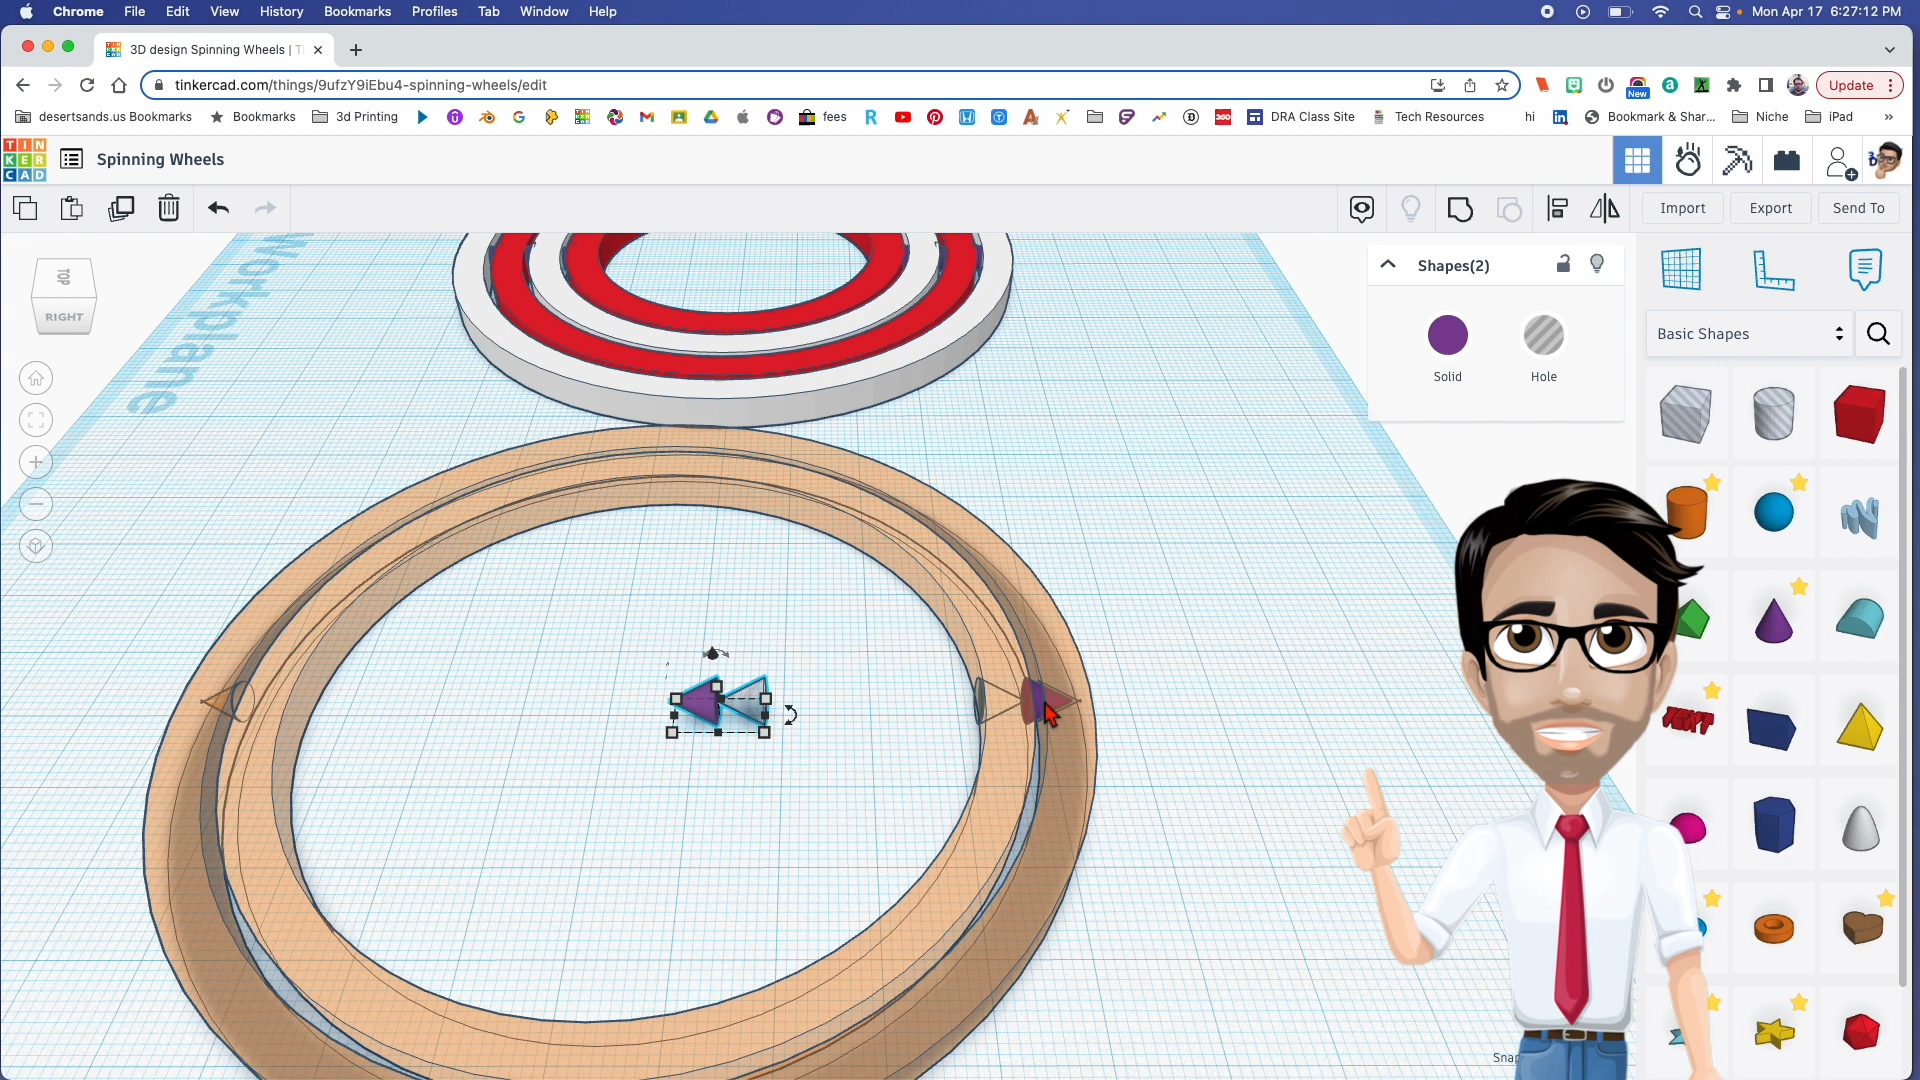 Chrome File Edit View History Bookmarks Profiles Tab Window Help Mon Apr 17 6:27:12 PM
3D design Spinning Wheels | T
tinkercad.com/things/9ufzY9iEbu4-spinning-wheels/edit
New
Update
desertsands.us Bookmarks Bookmarks 3d Printing fees DRA Class Site Tech Resources hi Bookmark & Shar... Niche iPad
TIN
KER
CAD
Spinning Wheels
Import Export Send To
Workplane
TOP
RIGHT
Shapes(2)
Solid Hole
Basic Shapes
TEXT
Snap